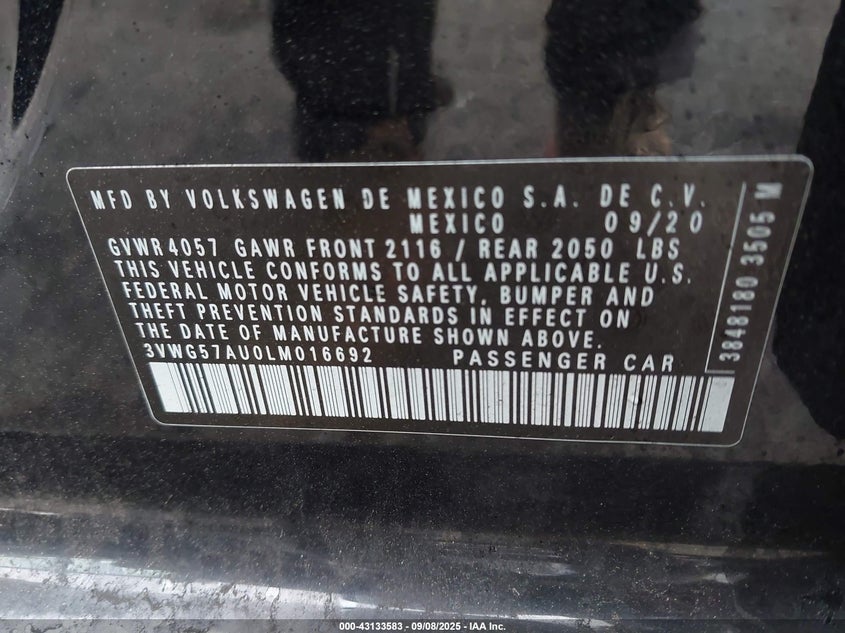 MFD BY VOLKSWAGEN DE MEXICO S.A. DE C.V.
MEXICO 09/20
GVWR 4057 GAWR FRONT 2116 / REAR 2050 LBS
THIS VEHICLE CONFORMS TO ALL APPLICABLE U.S.
FEDERAL MOTOR VEHICLE SAFETY, BUMPER AND
THEFT PREVENTION STANDARDS IN EFFECT ON
THE DATE OF MANUFACTURE SHOWN ABOVE.
3VWG57AU0LM016692 PASSENGER CAR
3848180 3505 M
000-43133583 - 09/08/2025 - IAA Inc.